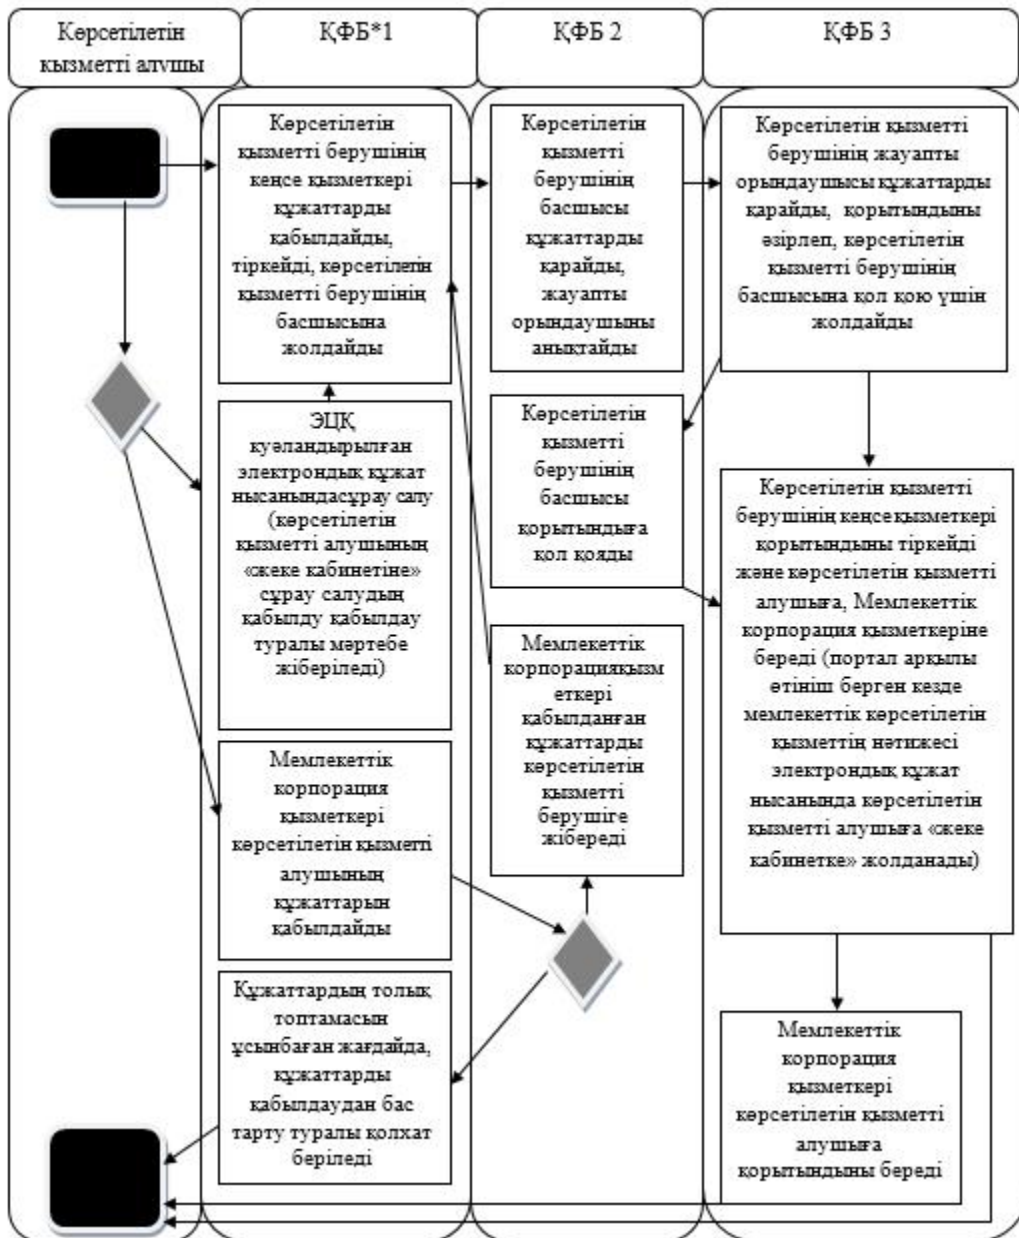 Көрсетілетін
қызметті алушы
ҚФБ*1
ҚФБ 2
ҚФБ 3
Көрсетілетін
қызметті берушінің
кеңсе қызметкері
құжаттарды
қабылдайды,
тіркейді, көрсетілетін
қызметті берушінің
басшысына
жолдайды
Көрсетілетін
қызметті
берушінің
басшысы
құжаттарды
қарайды,
жауапты
орындаушыны
анықтайды
Көрсетілетін қызметті
берушінің жауапты
орындаушысы құжаттарды
қарайды, қорытындыны
әзірлеп, көрсетілетін
қызметті берушінің
басшысына қол қою үшін
жолдайды
ЭЦҚ
куәландырылған
электрондық құжат
нысанындасұрау салу
(көрсетілетін
қызметті алушының
«жеке кабинетіне»
сұрау салудың
қабылду қабылдау
туралы мәртебе
жіберіледі)
Көрсетілетін
қызметті
берушінің
басшысы
қорытындыға
қол қояды
Көрсетілетін қызметті
берушінің кеңсе қызметкері
қорытындыны тіркейді
және көрсетілетін қызметті
алушыға, Мемлекеттік
корпорация қызметкеріне
береді (портал арқылы
өтініш берген кезде
мемлекеттік көрсетілетін
қызметтің нәтижесі
электрондық құжат
нысанында көрсетілетін
қызметті алушыға «жеке
кабинетке» жолданады)
Мемлекеттік
корпорацияқызм
еткері
қабылданған
құжаттарды
көрсетілетін
қызметті
берушіге
жібереді
Мемлекеттік
корпорация
қызметкері
көрсетілетін қызметті
алушының
құжаттарын
қабылдайды
Құжаттардың толық
топтамасын
ұсынбаған жағдайда,
құжаттарды
қабылдаудан бас
тарту туралы қолхат
беріледі
Мемлекеттік
корпорация
қызметкері
көрсетілетін қызметті
алушыға
қорытындыны береді